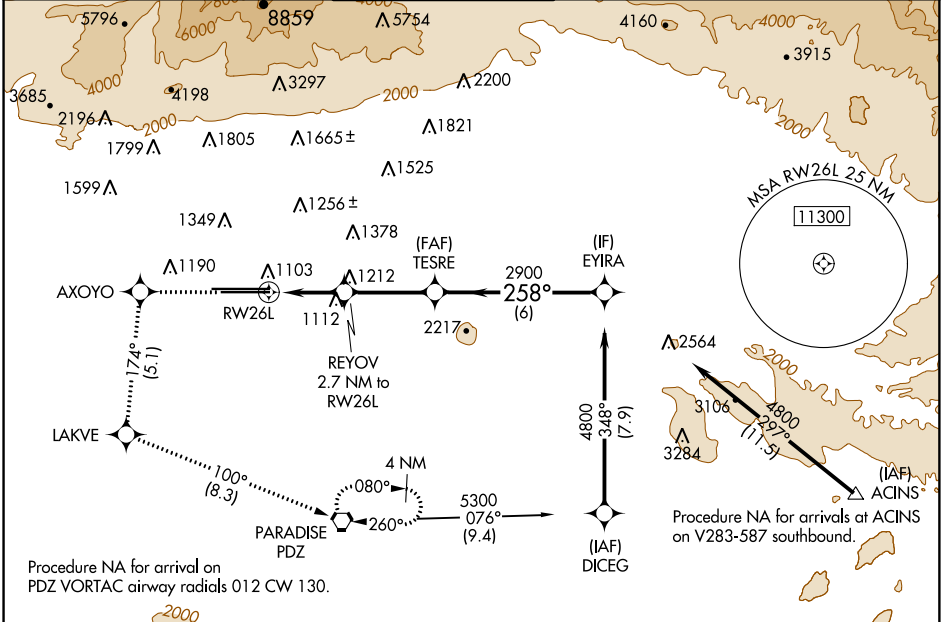 5796
8859
5754
4160
4000
4000
6000
3915
3297
2200
4000
4198
2000
3685
2196
2000
1821
2000
1805
1665 ±
1799
1525
MSA RW26L 25 NM
1599
1256 ±
11300
1349
1378
(FAF)
TESRE
(IF)
EYIRA
1190
1103
1212
2900
258°
(6)
AXOYO
RW26L
1112
2217
2564
2000
REYOV
2.7 NM to
RW26L
174°
(5.1)
3106
4800
297°
(11.5)
4800
348°
(7.9)
LAKVE
3284
100°
(8.3)
4 NM
080°
(IAF)
ACINS
5300
076°
(9.4)
260°
PARADISE
PDZ
Procedure NA for arrivals at ACINS
on V283-587 southbound.
(IAF)
DICEG
Procedure NA for arrival on
PDZ VORTAC airway radials 012 CW 130.
2000